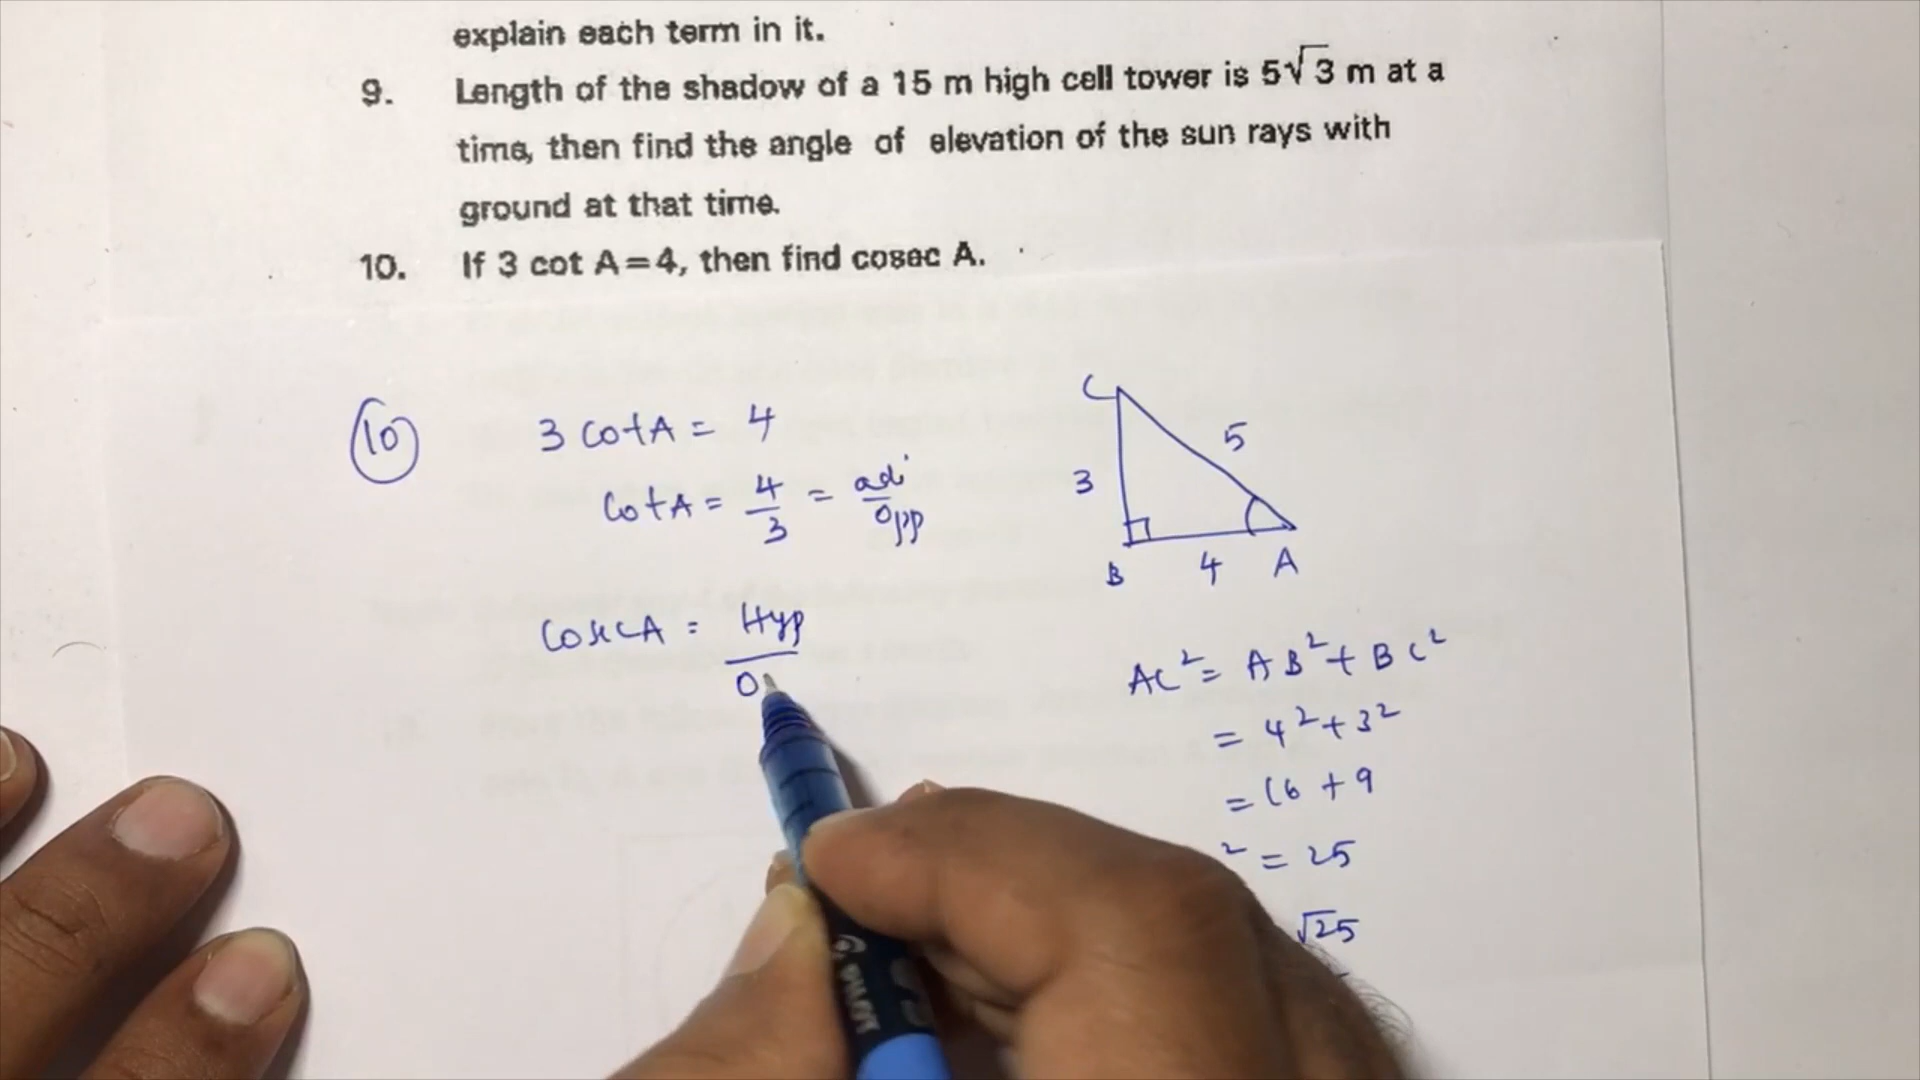 explain each term in it.
9. Length of the shadow of a 15 m high cell tower is 5√3 m at a
time, then find the angle of elevation of the sun rays with
ground at that time.
10. If 3 cot A=4, then find cosec A.
10 3 cotA = 4
cotA = 4/3 = adj/opp
cosecA = Hyp/O
C
5
3
B 4 A
AC² = AB² + BC²
= 4² + 3²
= 16 + 9
² = 25
√25
PILOT